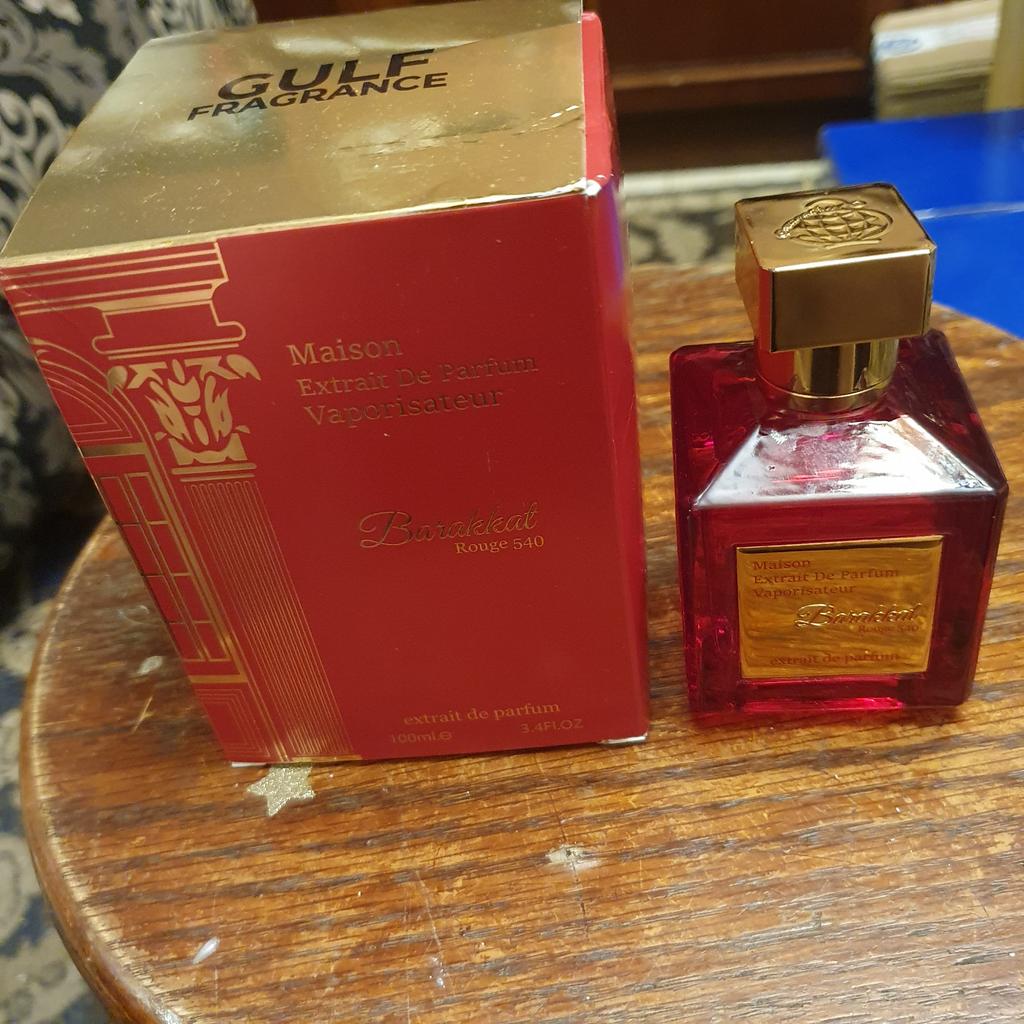 GULF
FRAGRANCE
Maison
Extrait De Parfum
Vaporisateur
Barakkat
Rouge 540
extrait de parfum
100ml.e
3.4Fl.OZ
Maison
Extrait De Parfum
Vaporisateur
Barakkat
Rouge 540
extrait de parfum